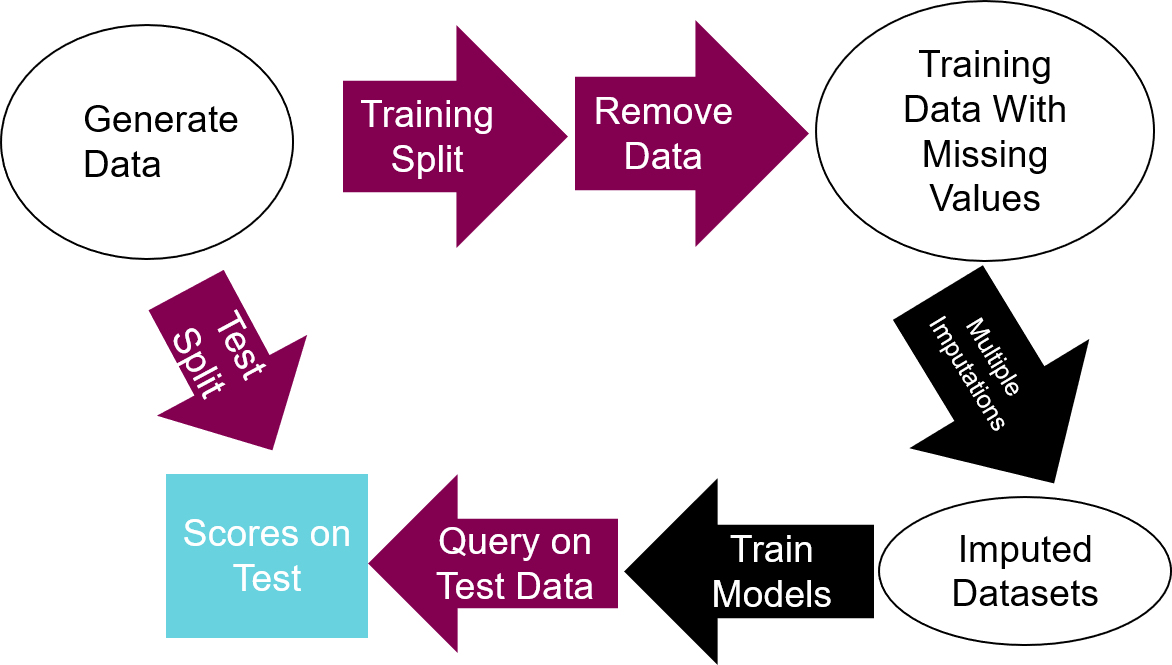 Generate
Data
Training
Split
Remove
Data
Training
Data With
Missing
Values
Test
Split
Multiple
Imputations
Scores on
Test
Query on
Test Data
Train
Models
Imputed
Datasets